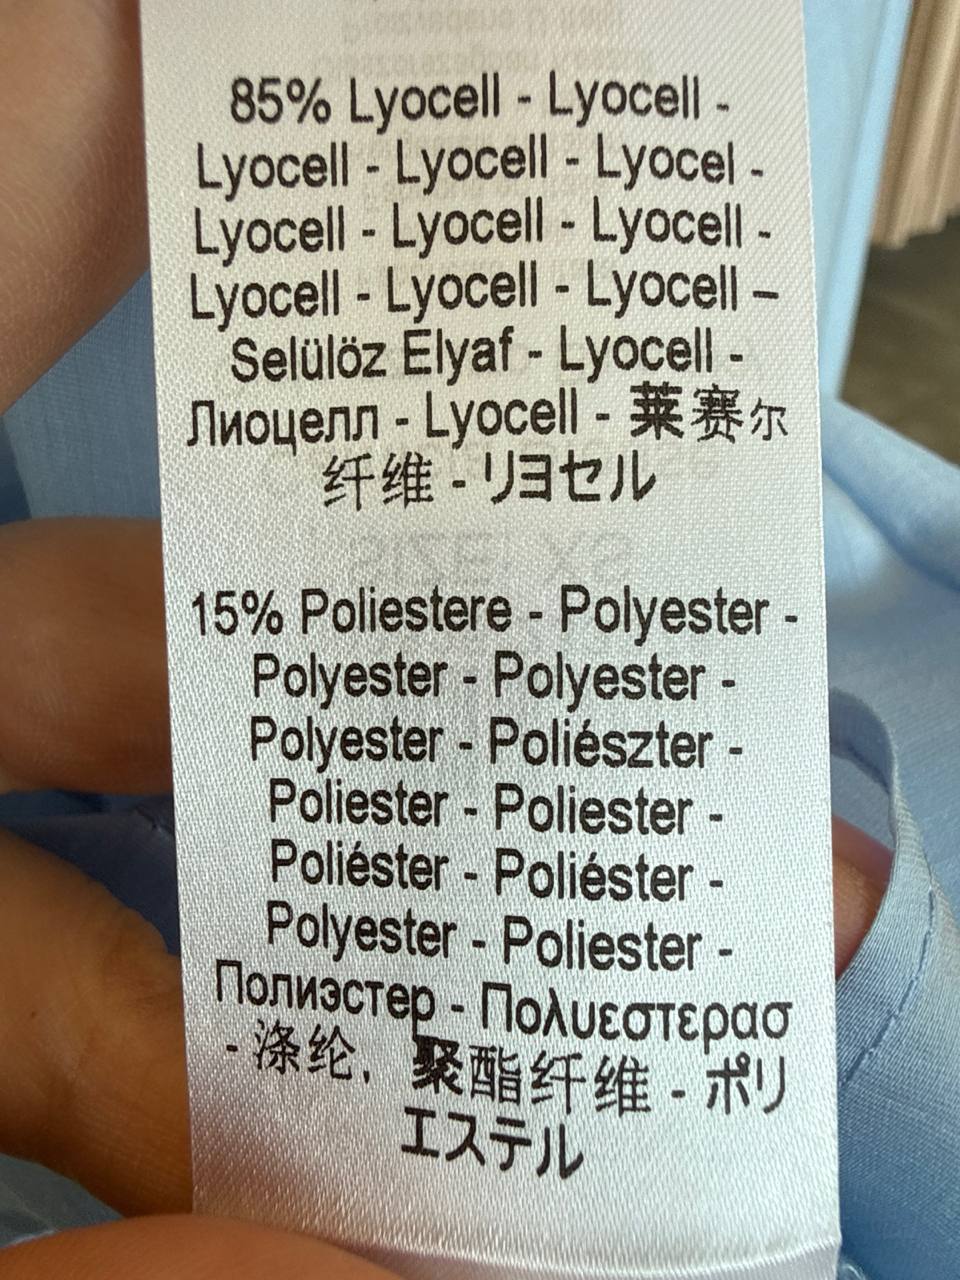 85% Lyocell - Lyocell -
Lyocell - Lyocell - Lyocel -
Lyocell - Lyocell - Lyocell -
Lyocell - Lyocell - Lyocell –
Selülöz Elyaf - Lyocell -
Лиоцелл - Lyocell - 莱赛尔
纤维 - リヨセル
15% Poliestere - Polyester -
Polyester - Polyester -
Polyester - Poliészter -
Poliester - Poliester -
Poliéster - Poliéster -
Polyester - Poliester -
Полиэстер - Πολυεστερασ
- 涤纶, 聚酯纤维 - ポリ
エステル